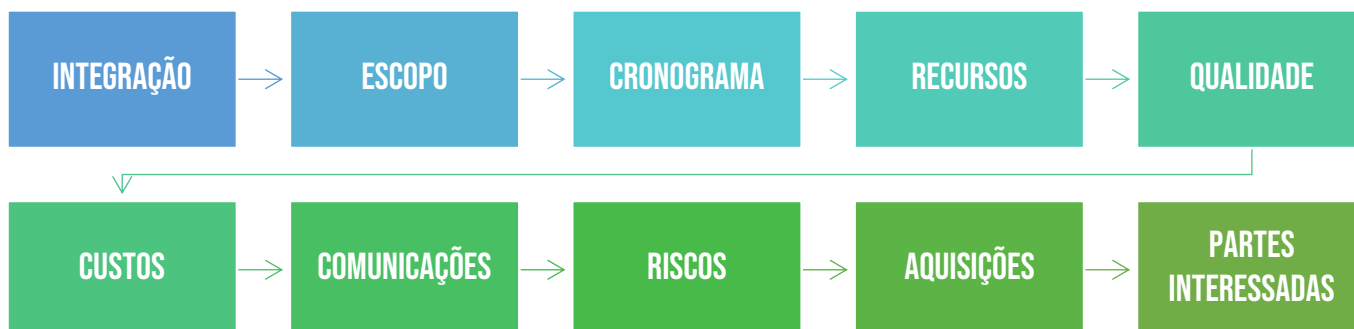 INTEGRAÇÃO
ESCOPO
CRONOGRAMA
RECURSOS
QUALIDADE
CUSTOS
COMUNICAÇÕES
RISCOS
AQUISIÇÕES
PARTES
INTERESSADAS